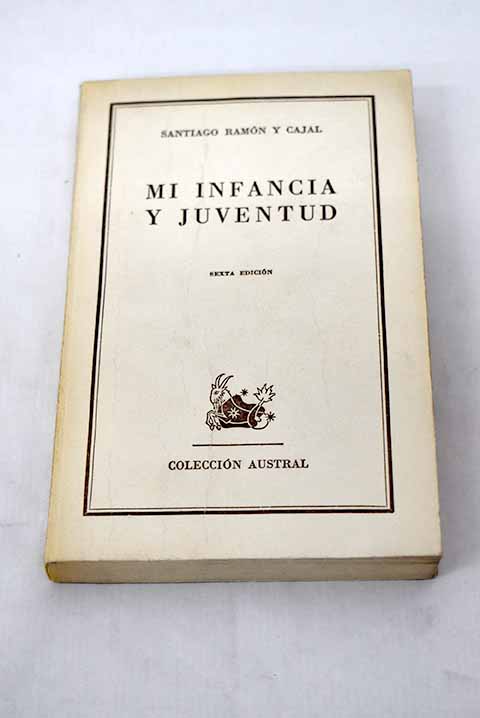 SANTIAGO RAMÓN Y CAJAL
MI INFANCIA
Y JUVENTUD
SEXTA EDICIÓN
COLECCIÓN AUSTRAL